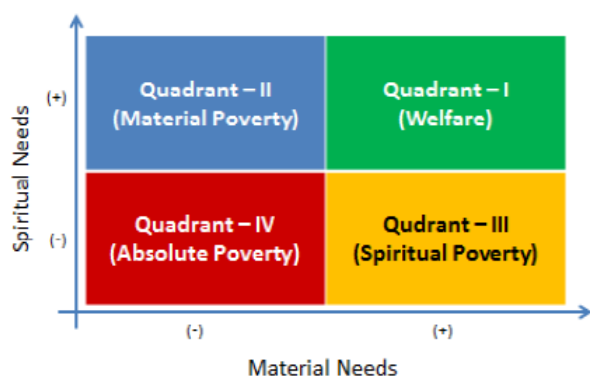 Spiritual Needs
(+)
(-)
Quadrant – II
(Material Poverty)
Quadrant – I
(Welfare)
Quadrant – IV
(Absolute Poverty)
Qudrant – III
(Spiritual Poverty)
(-)
(+)
Material Needs